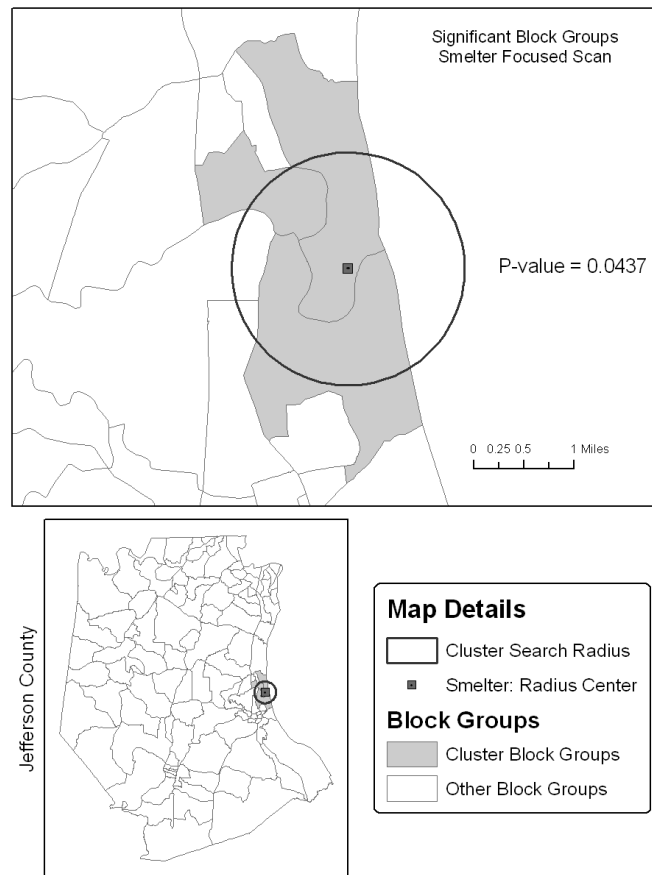 Significant Block Groups
Smelter Focused Scan
P-value = 0.0437
0 0.25 0.5 1 Miles
Jefferson County
Map Details
Cluster Search Radius
Smelter: Radius Center
Block Groups
Cluster Block Groups
Other Block Groups